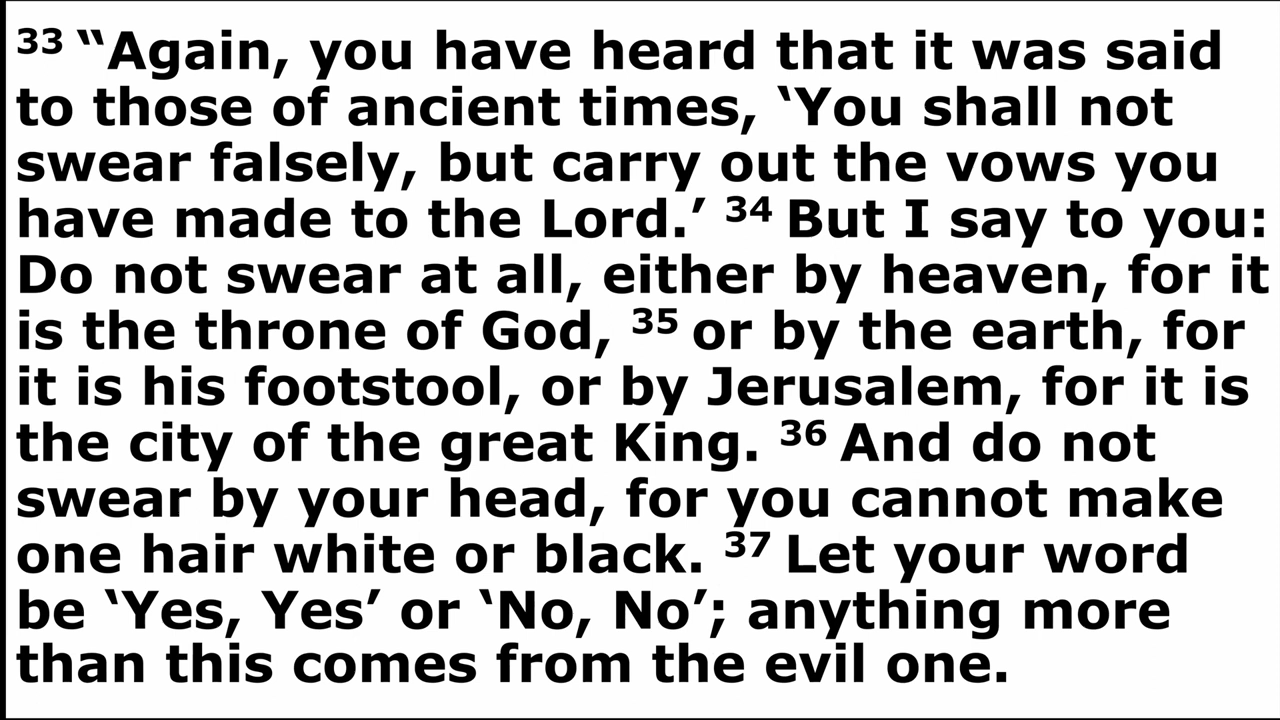 ³³ “Again, you have heard that it was said
to those of ancient times, ‘You shall not
swear falsely, but carry out the vows you
have made to the Lord.’ ³⁴ But I say to you:
Do not swear at all, either by heaven, for it
is the throne of God, ³⁵ or by the earth, for
it is his footstool, or by Jerusalem, for it is
the city of the great King. ³⁶ And do not
swear by your head, for you cannot make
one hair white or black. ³⁷ Let your word
be ‘Yes, Yes’ or ‘No, No’; anything more
than this comes from the evil one.